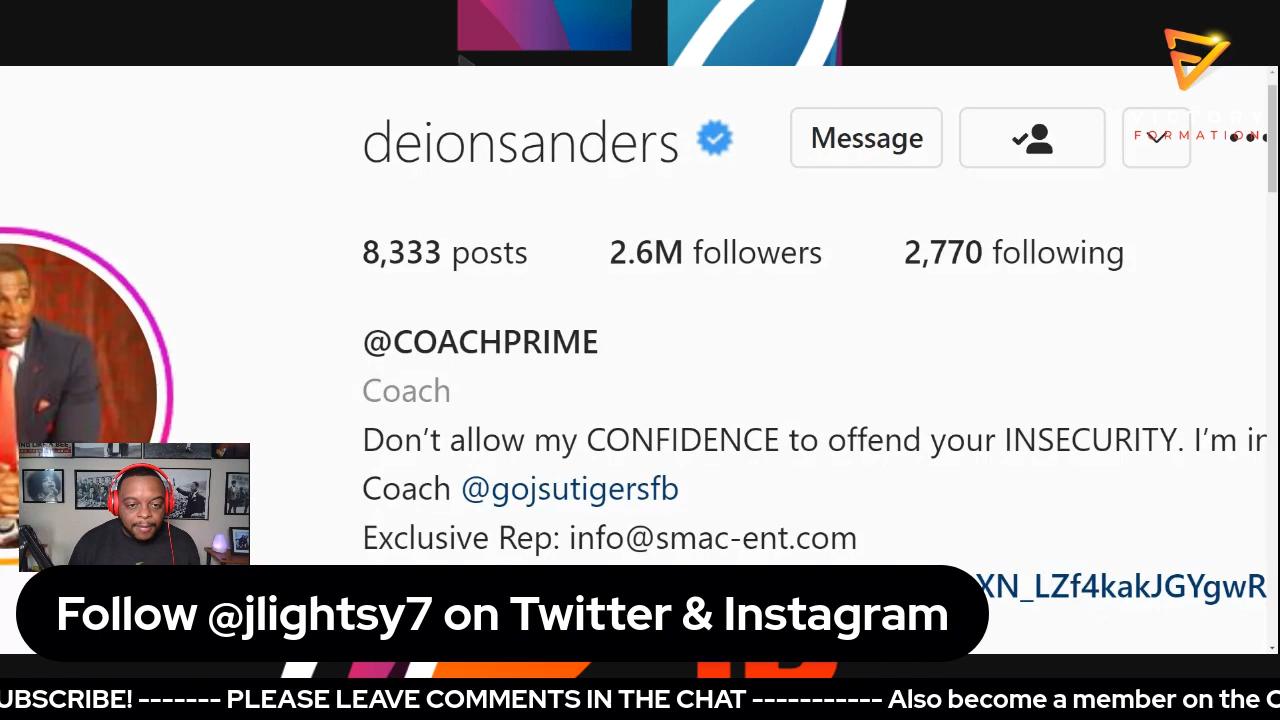 deionsanders
Message
VICTORY
FORMATION
8,333 posts 2.6M followers 2,770 following
@COACHPRIME
Coach
Don’t allow my CONFIDENCE to offend your INSECURITY. I’m in
Coach @gojsutigersfb
Exclusive Rep: info@smac-ent.com
XN_LZf4kakJGYgwR
Follow @jlightsy7 on Twitter & Instagram
UBSCRIBE! ------- PLEASE LEAVE COMMENTS IN THE CHAT ----------- Also become a member on the C